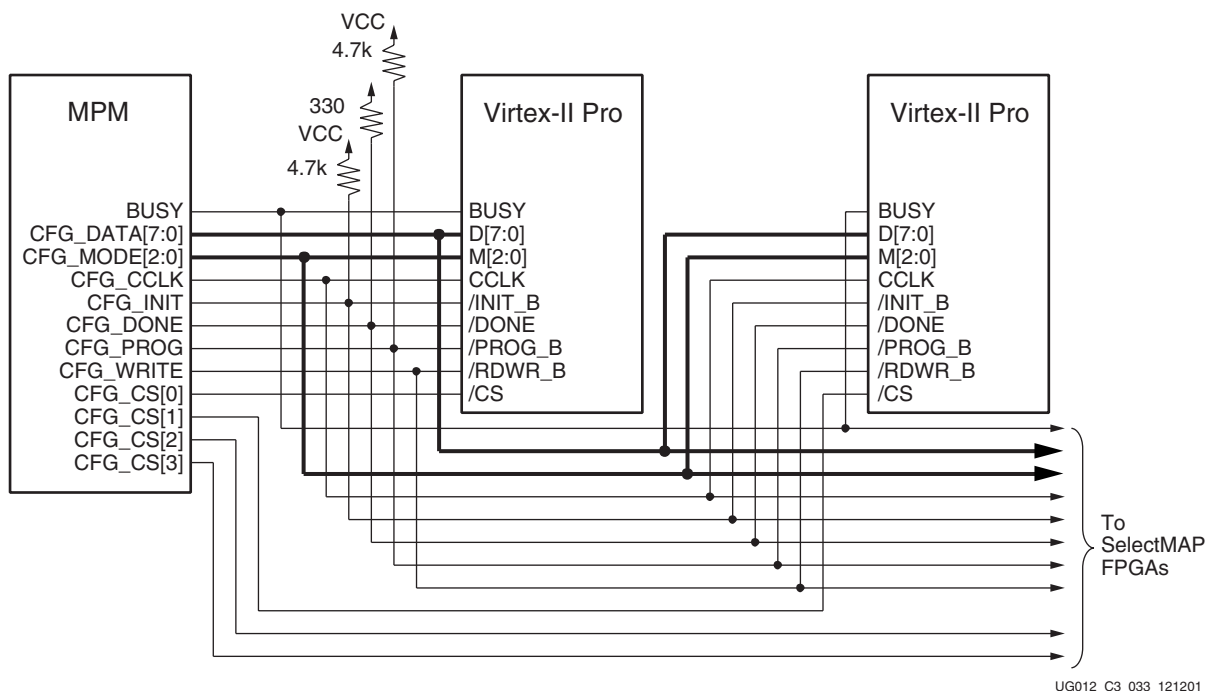 VCC
4.7k
330
VCC
4.7k
MPM
BUSY
CFG_DATA[7:0]
CFG_MODE[2:0]
CFG_CCLK
CFG_INIT
CFG_DONE
CFG_PROG
CFG_WRITE
CFG_CS[0]
CFG_CS[1]
CFG_CS[2]
CFG_CS[3]
Virtex-II Pro
BUSY
D[7:0]
M[2:0]
CCLK
/INIT_B
/DONE
/PROG_B
/RDWR_B
/CS
Virtex-II Pro
BUSY
D[7:0]
M[2:0]
CCLK
/INIT_B
/DONE
/PROG_B
/RDWR_B
/CS
To
SelectMAP
FPGAs
UG012_C3_033_121201